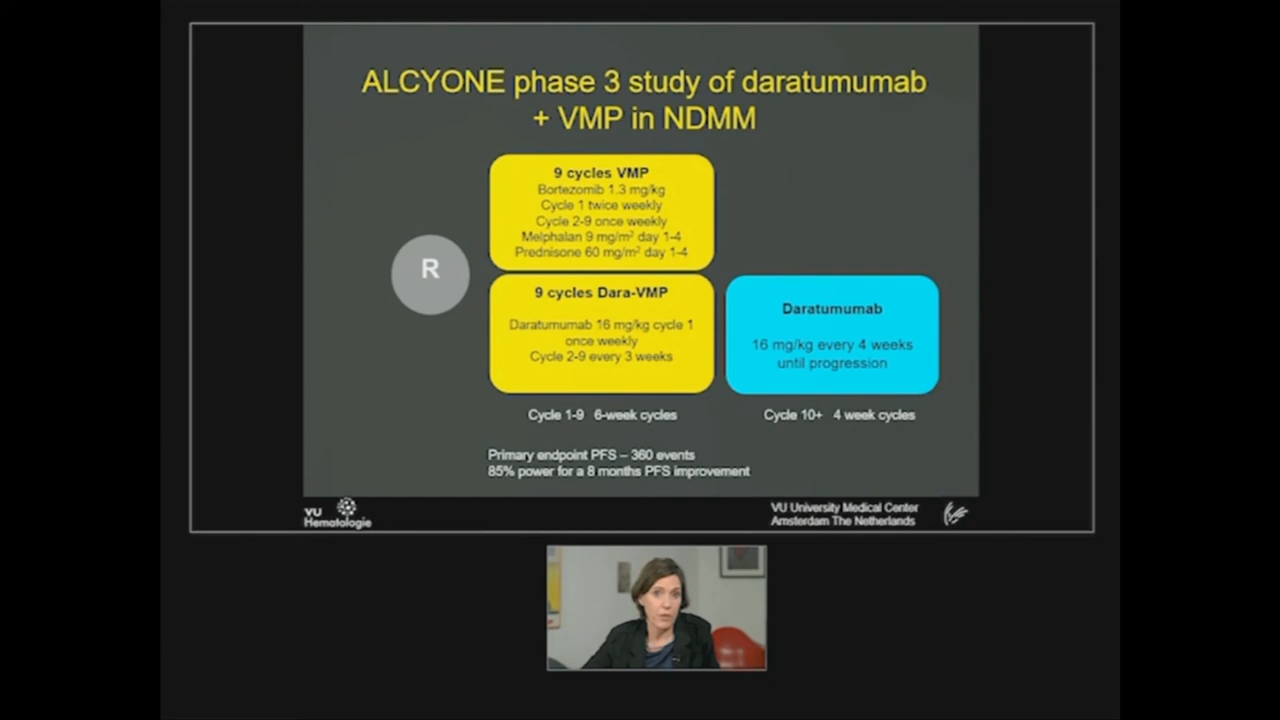 ALCYONE phase 3 study of daratumumab
+ VMP in NDMM
9 cycles VMP
Bortezomib 1.3 mg/kg
Cycle 1 twice weekly
Cycle 2-9 once weekly
Melphalan 9 mg/m² day 1-4
Prednisone 60 mg/m² day 1-4
R
9 cycles Dara-VMP
Daratumumab 16 mg/kg cycle 1
once weekly
Cycle 2-9 every 3 weeks
Daratumumab
16 mg/kg every 4 weeks
until progression
Cycle 1-9 6-week cycles
Cycle 10+ 4 week cycles
Primary endpoint PFS – 360 events
85% power for a 8 months PFS improvement
VU
Hematologie
VU University Medical Center
Amsterdam The Netherlands